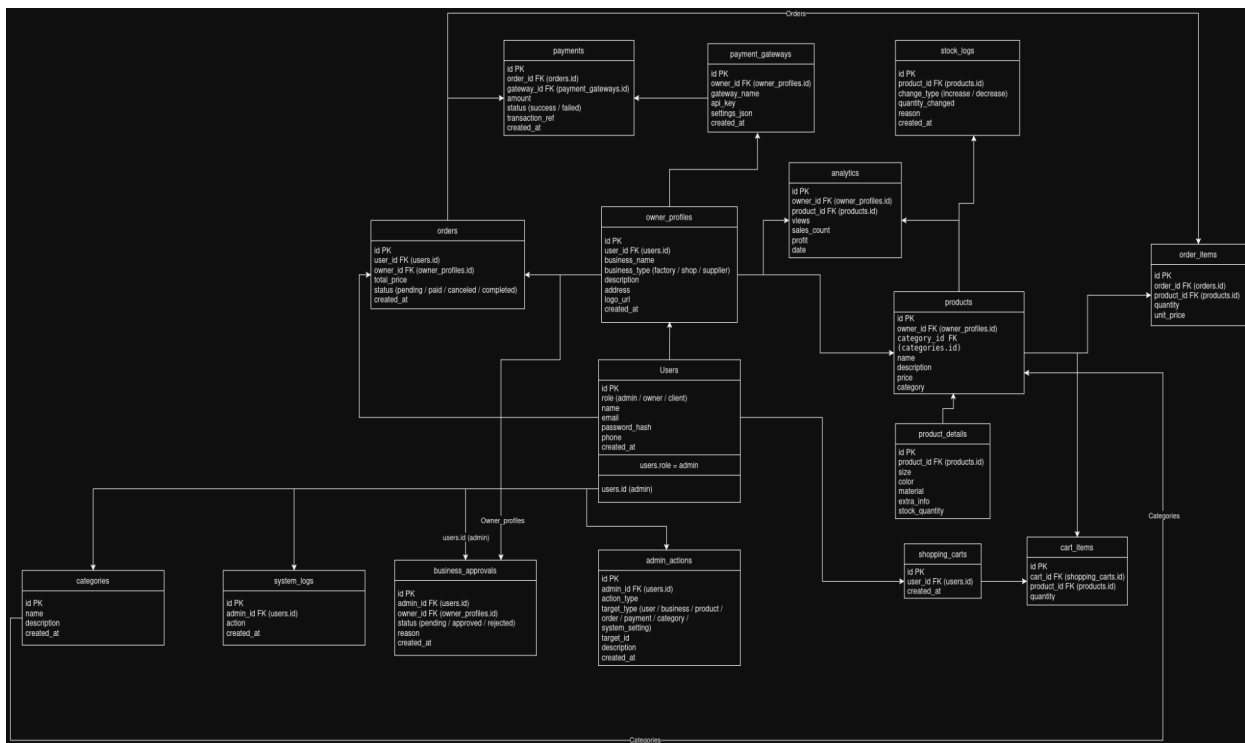 Orders
payments
id PK
order_id FK (orders.id)
gateway_id FK (payment_gateways.id)
amount
status (success / failed)
transaction_ref
created_at
payment_gateways
id PK
owner_id FK (owner_profiles.id)
gateway_name
api_key
settings_json
created_at
stock_logs
id PK
product_id FK (products.id)
change_type (increase / decrease)
quantity_changed
reason
created_at
analytics
id PK
owner_id FK (owner_profiles.id)
product_id FK (products.id)
views
sales_count
profit
date
orders
id PK
user_id FK (users.id)
owner_id FK (owner_profiles.id)
total_price
status (pending / paid / canceled / completed)
created_at
owner_profiles
id PK
user_id FK (users.id)
business_name
business_type (factory / shop / supplier)
description
address
logo_url
created_at
order_items
id PK
order_id FK (orders.id)
product_id FK (products.id)
quantity
unit_price
products
id PK
owner_id FK (owner_profiles.id)
category_id FK
(categories.id)
name
description
price
category
Users
id PK
role (admin / owner / client)
name
email
password_hash
phone
created_at
users.role = admin
users.id (admin)
product_details
id PK
product_id FK (products.id)
size
color
material
extra_info
stock_quantity
Categories
Owner_profiles
users.id (admin)
categories
id PK
name
description
created_at
system_logs
id PK
admin_id FK (users.id)
action
created_at
business_approvals
id PK
admin_id FK (users.id)
owner_id FK (owner_profiles.id)
status (pending / approved / rejected)
reason
created_at
admin_actions
id PK
admin_id FK (users.id)
action_type
target_type (user / business / product /
order / payment / category /
system_setting)
target_id
description
created_at
shopping_carts
id PK
user_id FK (users.id)
created_at
cart_items
id PK
cart_id FK (shopping_carts.id)
product_id FK (products.id)
quantity
Categories